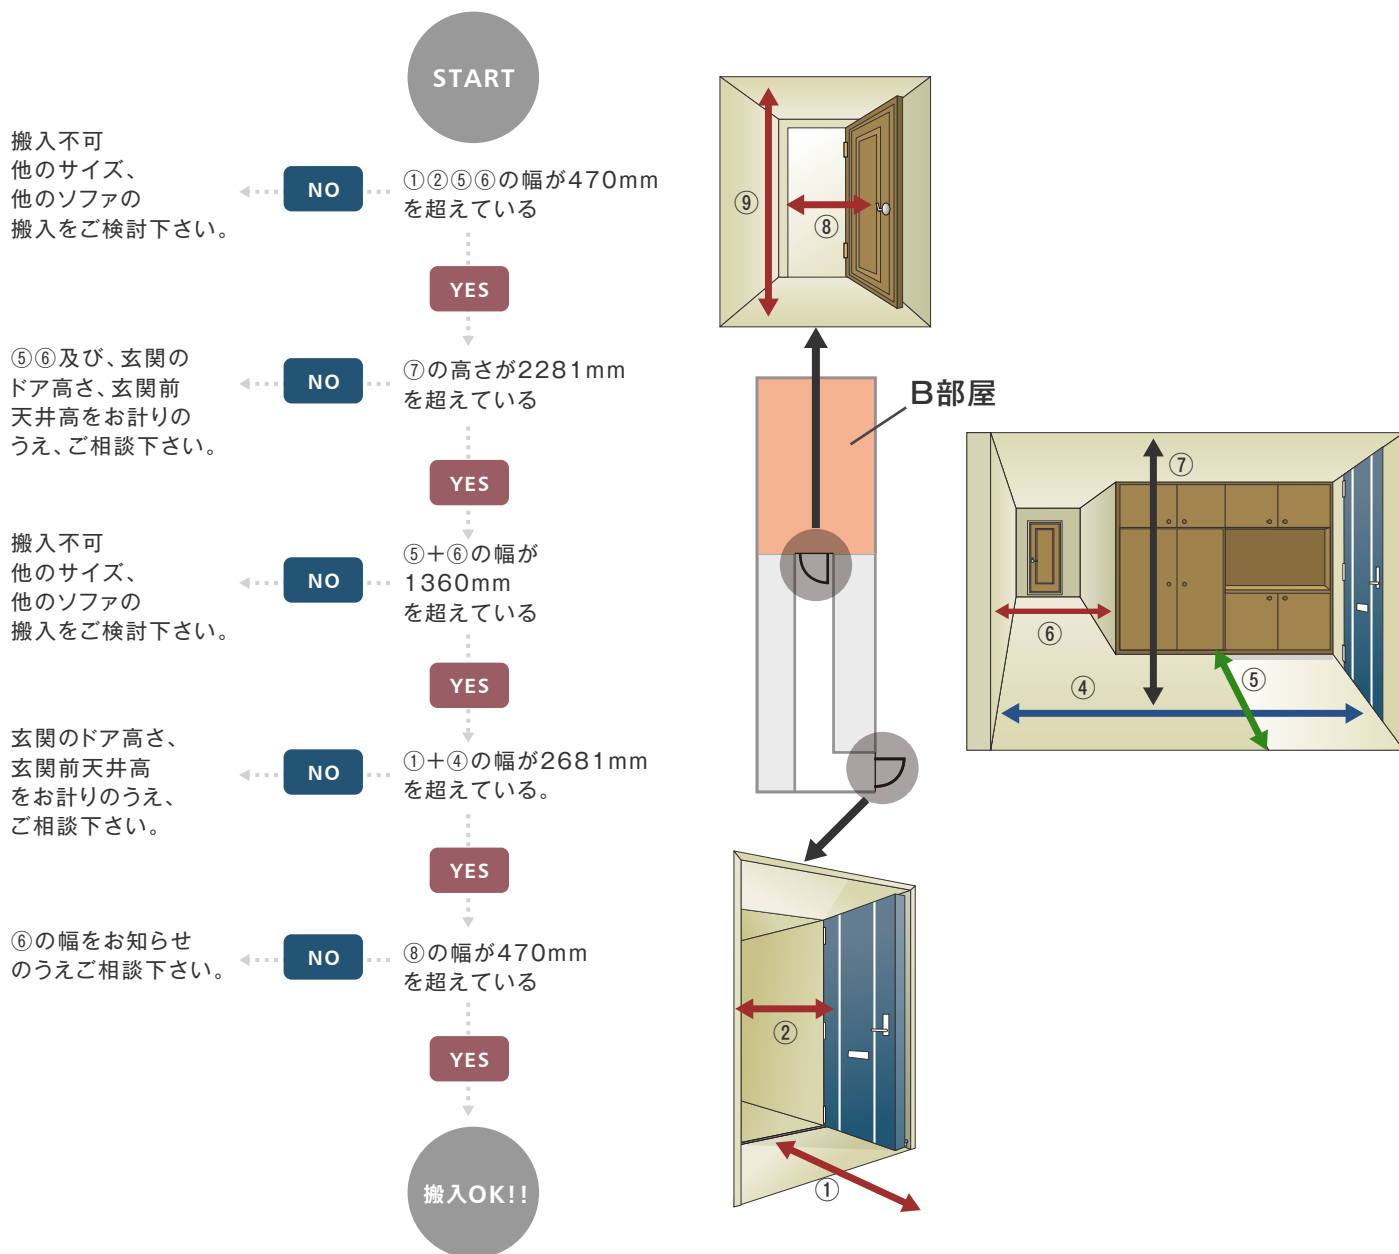 START
搬入不可
他のサイズ、
他のソファの
搬入をご検討下さい。
NO
①②⑤⑥の幅が470mm
を超えている
YES
⑤⑥及び、玄関の
ドア高さ、玄関前
天井高をお計りの
うえ、ご相談下さい。
NO
⑦の高さが2281mm
を超えている
YES
搬入不可
他のサイズ、
他のソファの
搬入をご検討下さい。
NO
⑤＋⑥の幅が
1360mm
を超えている
YES
玄関のドア高さ、
玄関前天井高
をお計りのうえ、
ご相談下さい。
NO
①＋④の幅が2681mm
を超えている。
YES
⑥の幅をお知らせ
のうえご相談下さい。
NO
⑧の幅が470mm
を超えている
YES
搬入OK!!
⑨
⑧
B部屋
⑦
⑥
④
⑤
②
①